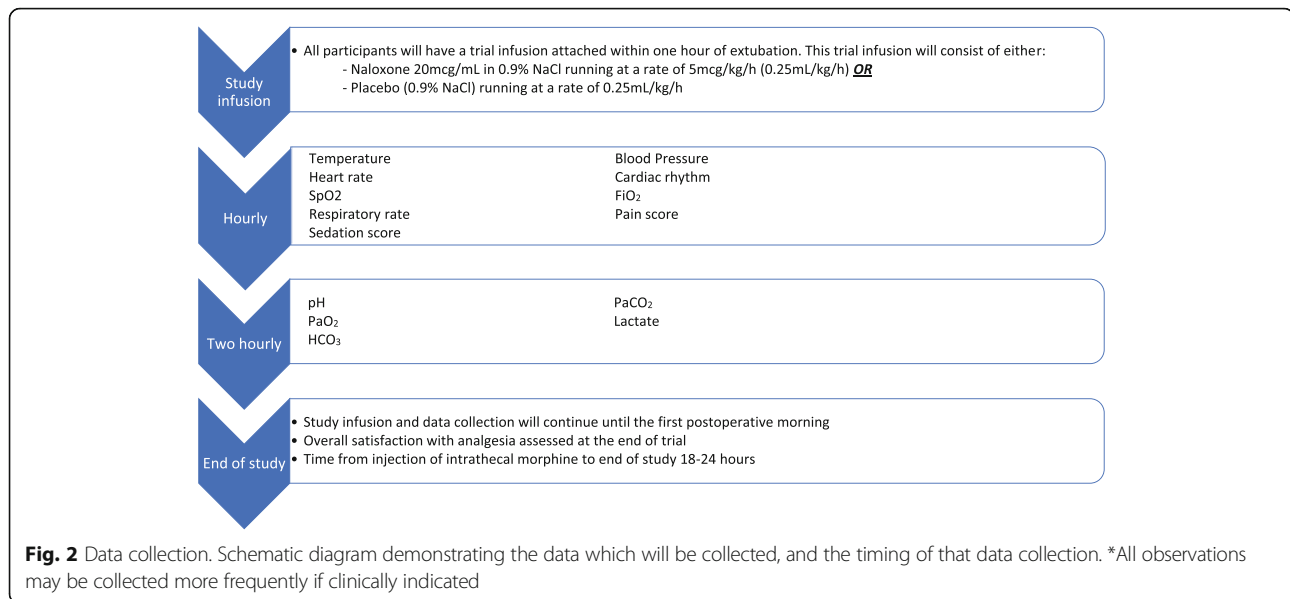 Study
infusion
• All participants will have a trial infusion attached within one hour of extubation. This trial infusion will consist of either:
- Naloxone 20mcg/mL in 0.9% NaCl running at a rate of 5mcg/kg/h (0.25mL/kg/h) OR
- Placebo (0.9% NaCl) running at a rate of 0.25mL/kg/h
Hourly
Temperature
Heart rate
SpO2
Respiratory rate
Sedation score
Blood Pressure
Cardiac rhythm
FiO₂
Pain score
Two hourly
pH
PaO₂
HCO₃
PaCO₂
Lactate
End of study
• Study infusion and data collection will continue until the first postoperative morning
• Overall satisfaction with analgesia assessed at the end of trial
• Time from injection of intrathecal morphine to end of study 18-24 hours
Fig. 2 Data collection. Schematic diagram demonstrating the data which will be collected, and the timing of that data collection. *All observations
may be collected more frequently if clinically indicated